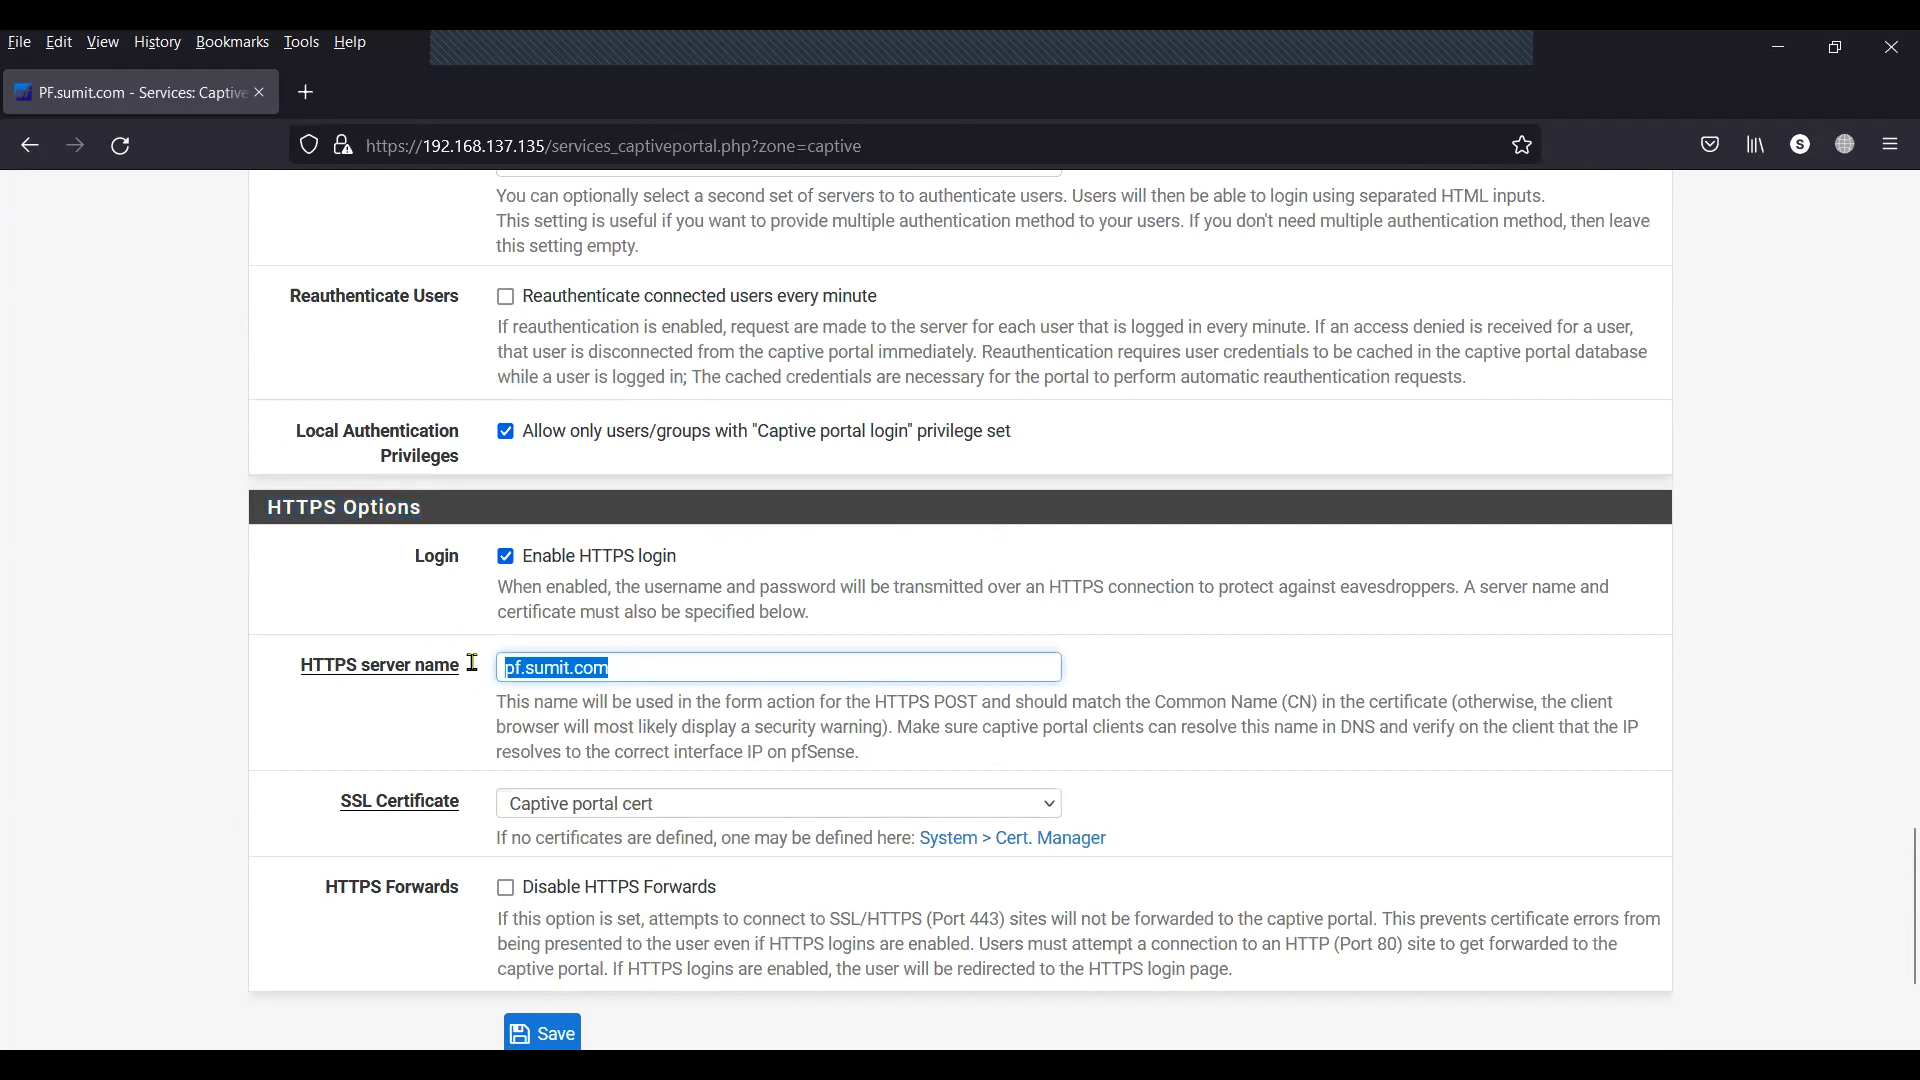 File Edit View History Bookmarks Tools Help
PF.sumit.com - Services: Captive
https://192.168.137.135/services_captiveportal.php?zone=captive
S
You can optionally select a second set of servers to to authenticate users. Users will then be able to login using separated HTML inputs.
This setting is useful if you want to provide multiple authentication method to your users. If you don't need multiple authentication method, then leave
this setting empty.
Reauthenticate Users
Reauthenticate connected users every minute
If reauthentication is enabled, request are made to the server for each user that is logged in every minute. If an access denied is received for a user,
that user is disconnected from the captive portal immediately. Reauthentication requires user credentials to be cached in the captive portal database
while a user is logged in; The cached credentials are necessary for the portal to perform automatic reauthentication requests.
Local Authentication
Privileges
Allow only users/groups with "Captive portal login" privilege set
HTTPS Options
Login
Enable HTTPS login
When enabled, the username and password will be transmitted over an HTTPS connection to protect against eavesdroppers. A server name and
certificate must also be specified below.
HTTPS server name
pf.sumit.com
This name will be used in the form action for the HTTPS POST and should match the Common Name (CN) in the certificate (otherwise, the client
browser will most likely display a security warning). Make sure captive portal clients can resolve this name in DNS and verify on the client that the IP
resolves to the correct interface IP on pfSense.
SSL Certificate
Captive portal cert
If no certificates are defined, one may be defined here: System > Cert. Manager
HTTPS Forwards
Disable HTTPS Forwards
If this option is set, attempts to connect to SSL/HTTPS (Port 443) sites will not be forwarded to the captive portal. This prevents certificate errors from
being presented to the user even if HTTPS logins are enabled. Users must attempt a connection to an HTTP (Port 80) site to get forwarded to the
captive portal. If HTTPS logins are enabled, the user will be redirected to the HTTPS login page.
Save